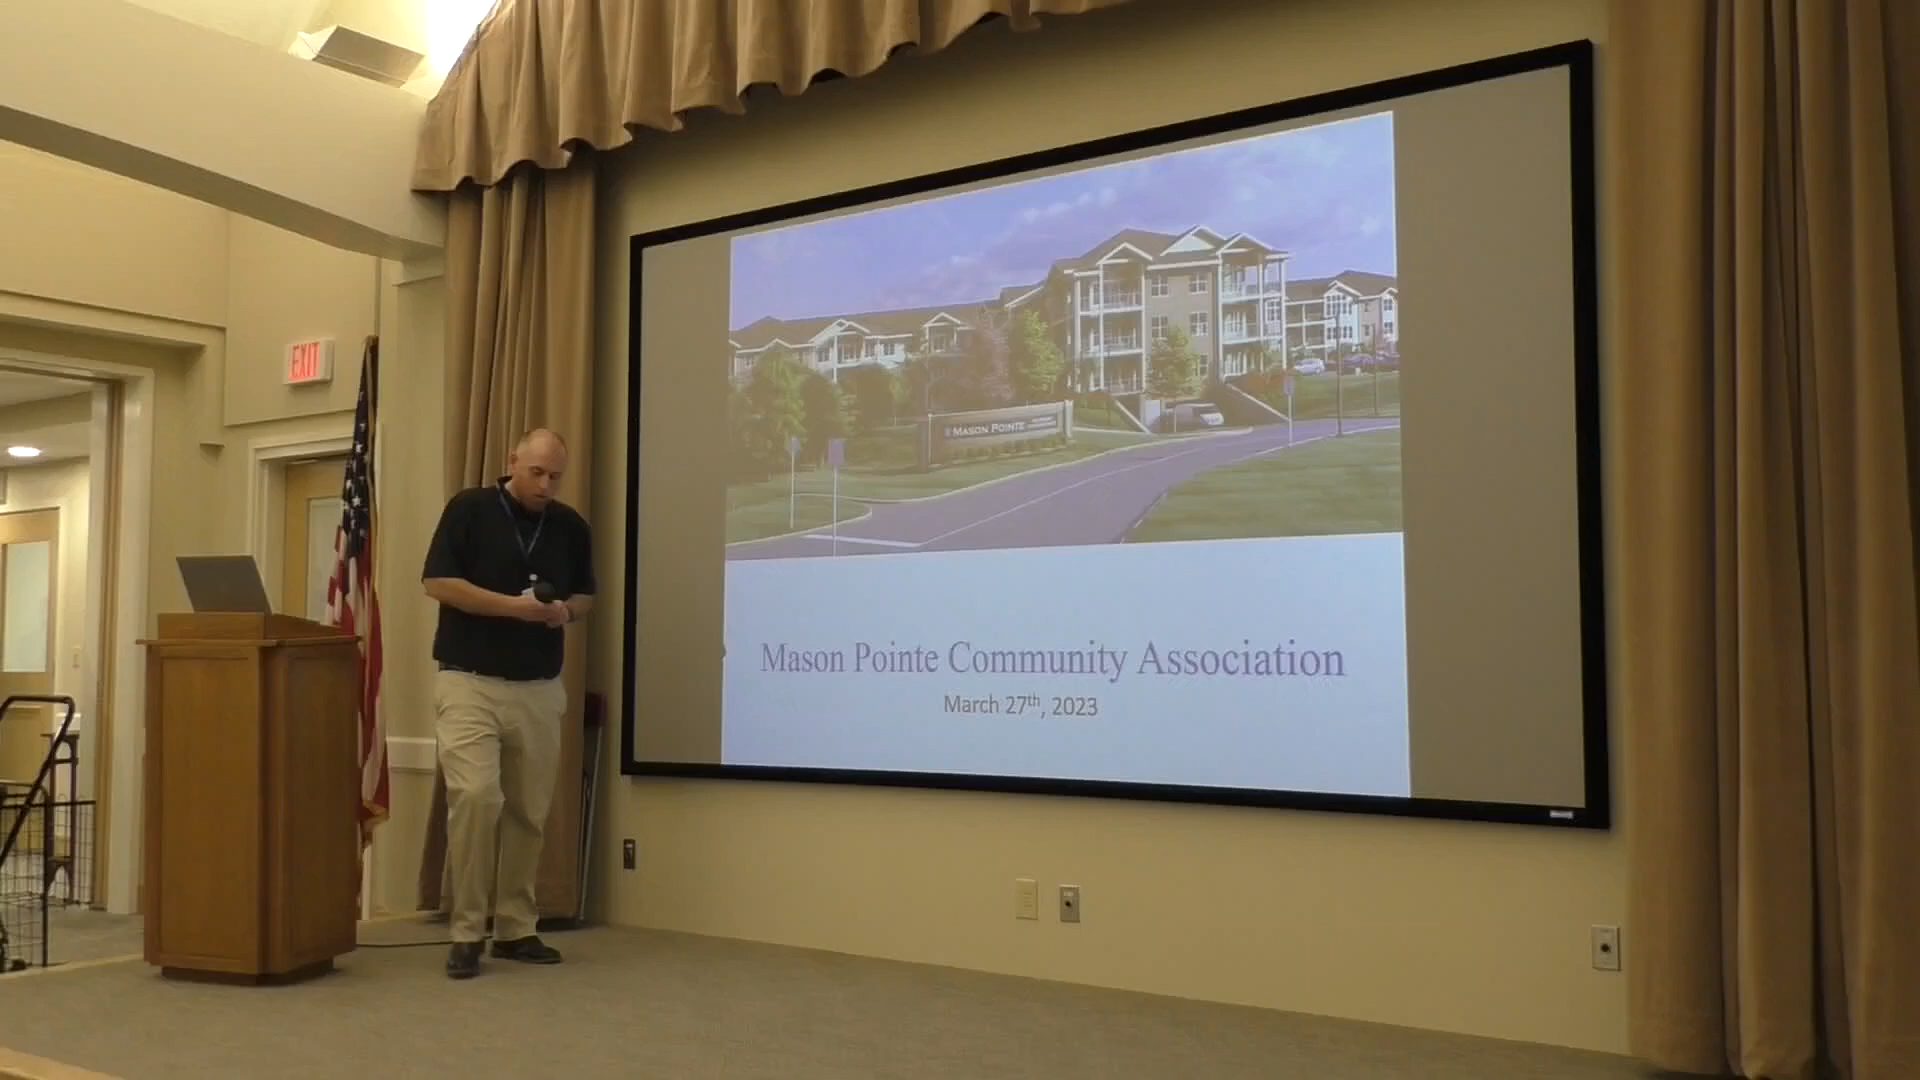 EXIT
MASON POINTE
Mason Pointe Community Association
March 27th, 2023